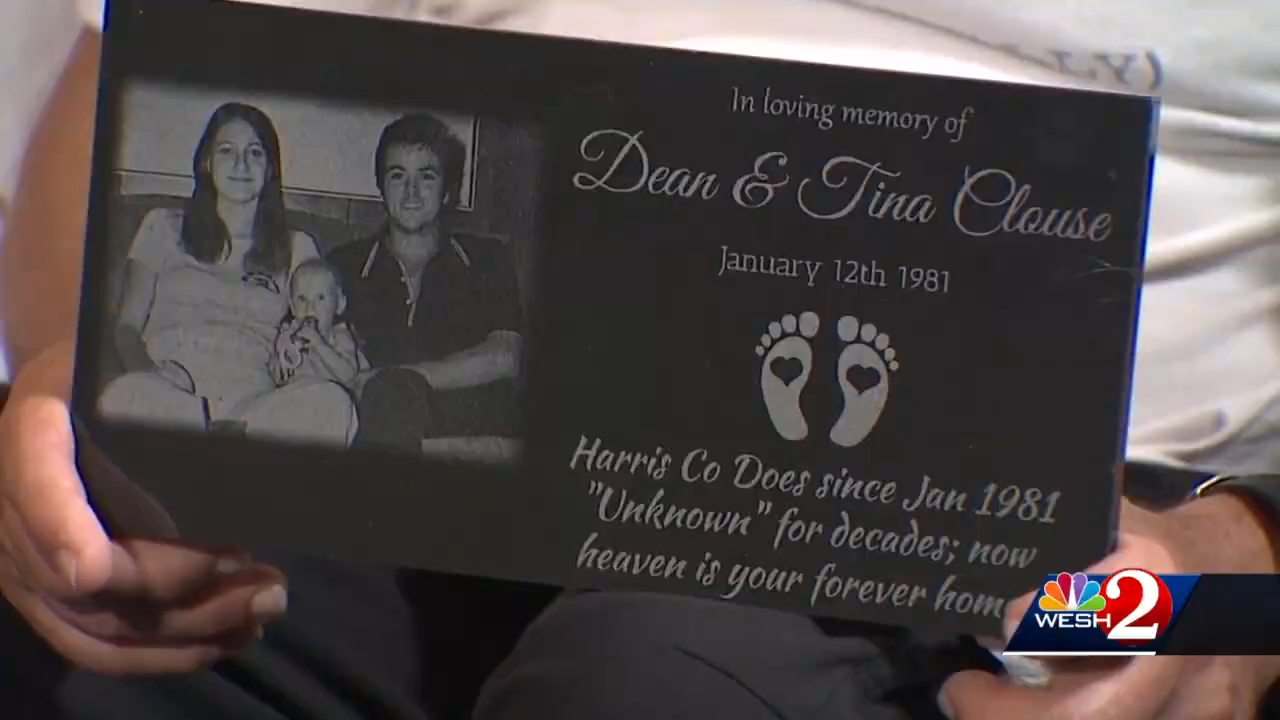 LY)
In loving memory of
Dean & Tina Clouse
January 12th 1981
Harris Co Does since Jan 1981
"Unknown" for decades; now
heaven is your forever hom
WESH 2